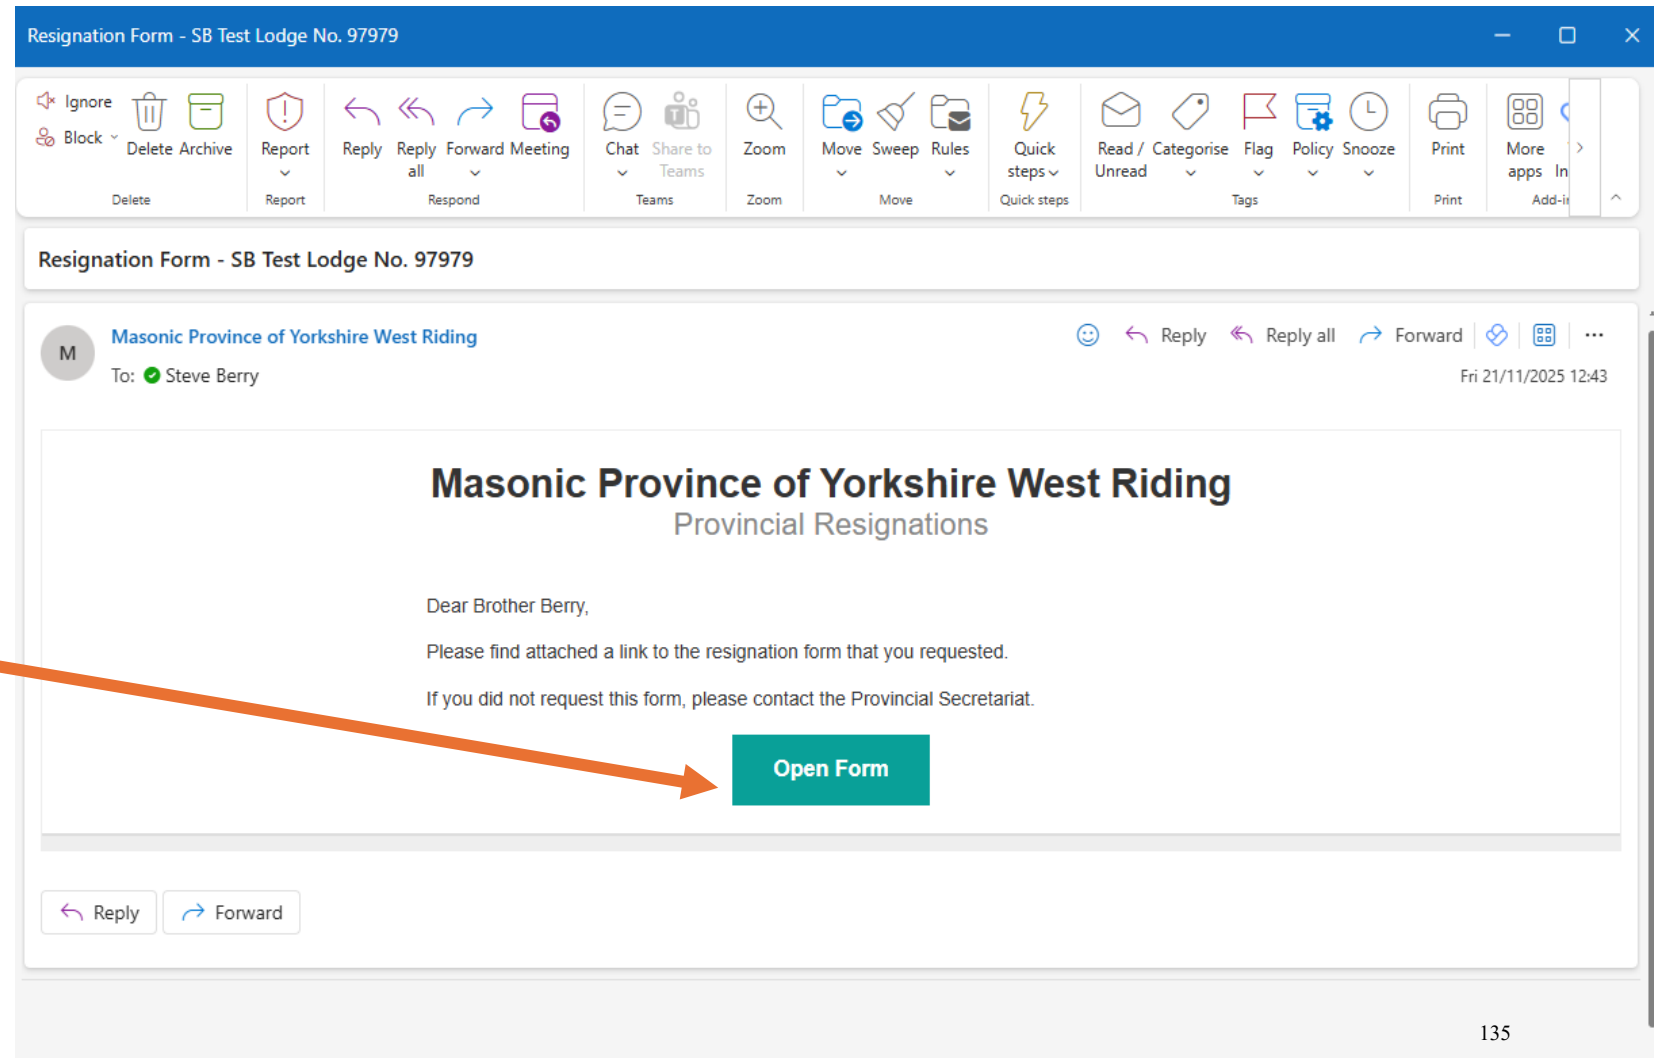 Resignation Form - SB Test Lodge No. 97979
Ignore
Block
Delete Archive
Report
Reply Reply all Forward Meeting
Chat Share to Teams
Zoom
Move Sweep Rules
Quick steps
Read / Unread Categorise Flag Policy Snooze
Print
More apps In
Delete Report Respond Teams Zoom Move Quick steps Tags Print
Resignation Form - SB Test Lodge No. 97979
M
Masonic Province of Yorkshire West Riding
Reply Reply all Forward
To: Steve Berry
Fri 21/11/2025 12:43
Masonic Province of Yorkshire West Riding
Provincial Resignations
Dear Brother Berry,
Please find attached a link to the resignation form that you requested.
If you did not request this form, please contact the Provincial Secretariat.
Open Form
Reply Forward
135